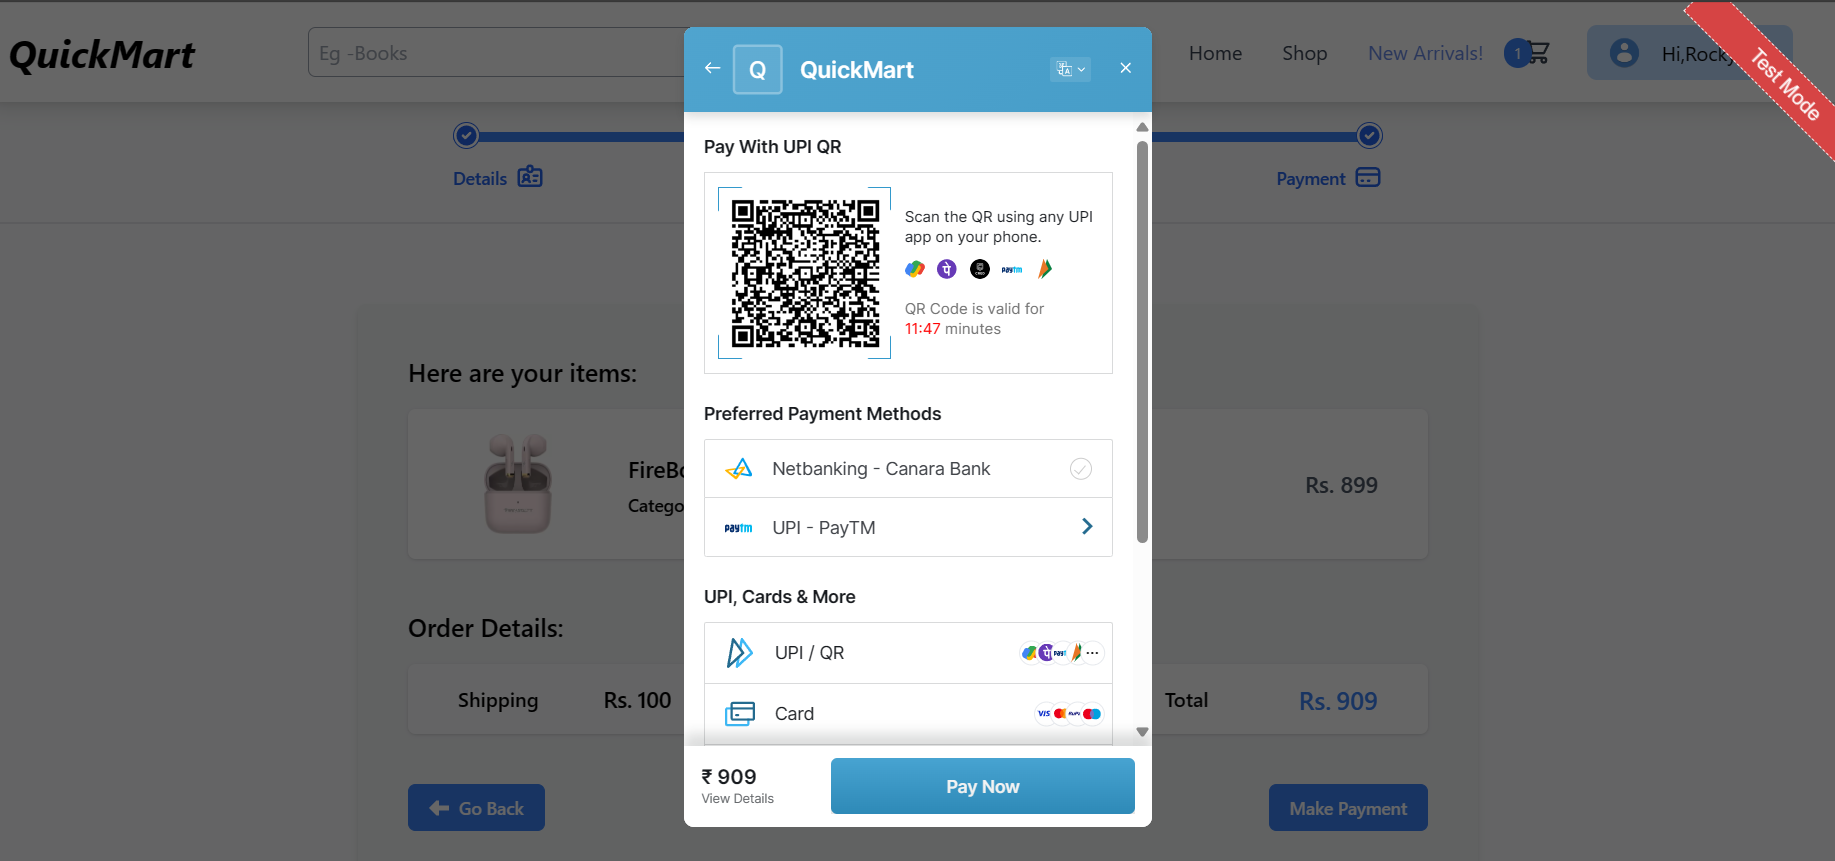 QuickMart
Eg -Books
Home
Shop
New Arrivals!
1
Hi,Rocky
Test Mode
Details
Payment
Q
QuickMart
Pay With UPI QR
Scan the QR using any UPI
app on your phone.
CRED
paytm
QR Code is valid for
11:47 minutes
Preferred Payment Methods
Netbanking - Canara Bank
paytm
UPI - PayTM
UPI, Cards & More
UPI / QR
Card
VISA
₹ 909
View Details
Pay Now
Here are your items:
Rs. 899
Order Details:
Shipping
Rs. 100
Total
Rs. 909
Go Back
Make Payment